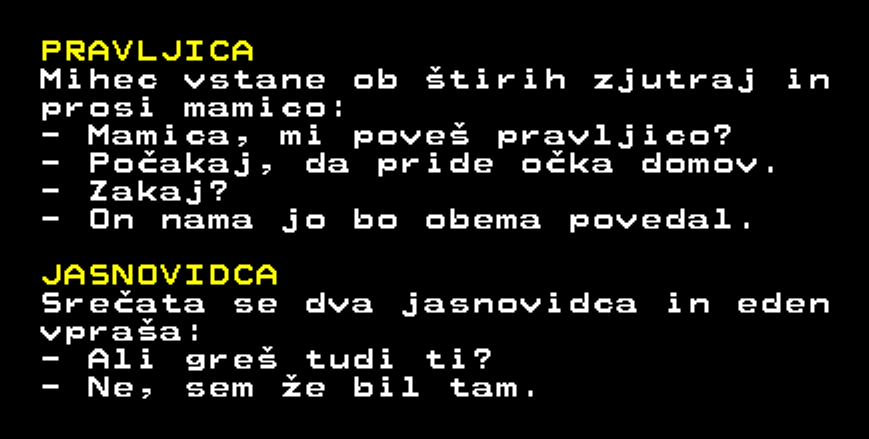 PRAVLJICA
Mihec vstane ob štirih zjutraj in
prosi mamico:
- Mamica, mi poveš pravljico?
- Počakaj, da pride očka domov.
- Zakaj?
- On nama jo bo obema povedal.
JASNOVIDCA
Srečata se dva jasnovidca in eden
vpraša:
- Ali greš tudi ti?
- Ne, sem že bil tam.